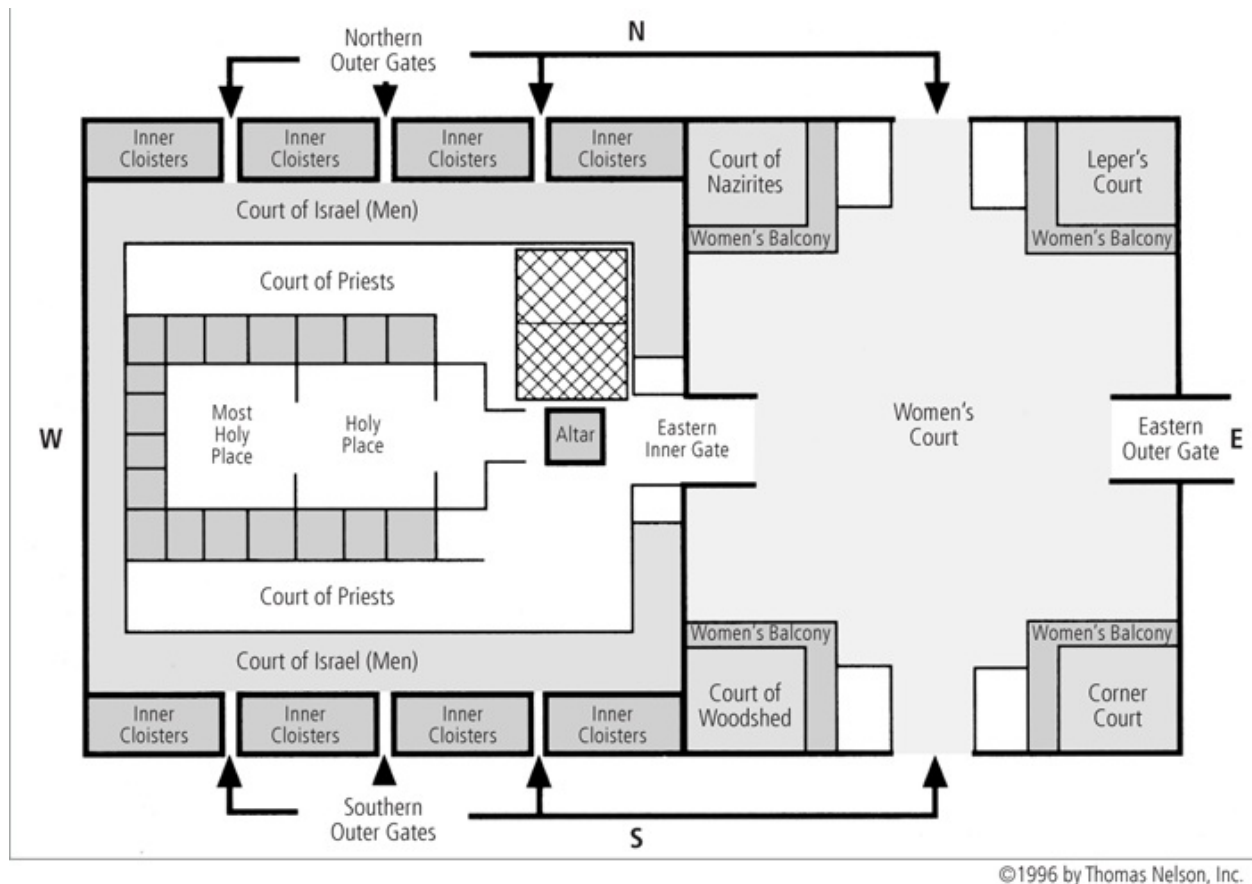 Northern
Outer Gates
N
Inner
Cloisters
Inner
Cloisters
Inner
Cloisters
Inner
Cloisters
Court of
Nazirites
Leper's
Court
Court of Israel (Men)
Women's Balcony
Women's Balcony
Court of Priests
W
Most
Holy
Place
Holy
Place
Altar
Eastern
Inner Gate
Women's
Court
Eastern
Outer Gate
E
Court of Priests
Women's Balcony
Women's Balcony
Court of Israel (Men)
Inner
Cloisters
Inner
Cloisters
Inner
Cloisters
Inner
Cloisters
Court of
Woodshed
Corner
Court
Southern
Outer Gates
S
©1996 by Thomas Nelson, Inc.